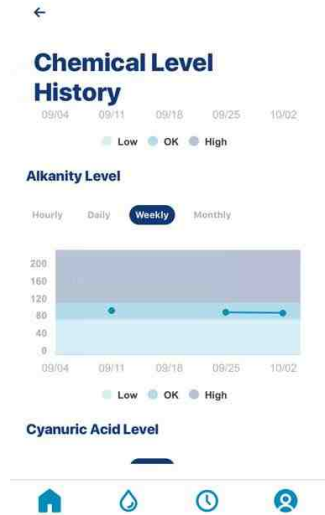 Chemical Level
History
09/04 09/11 09/18 09/25 10/02
Low OK High
Alkanity Level
Hourly Daily Weekly Monthly
200
160
120
80
40
0
09/04 09/11 09/18 09/25 10/02
Low OK High
Cyanuric Acid Level